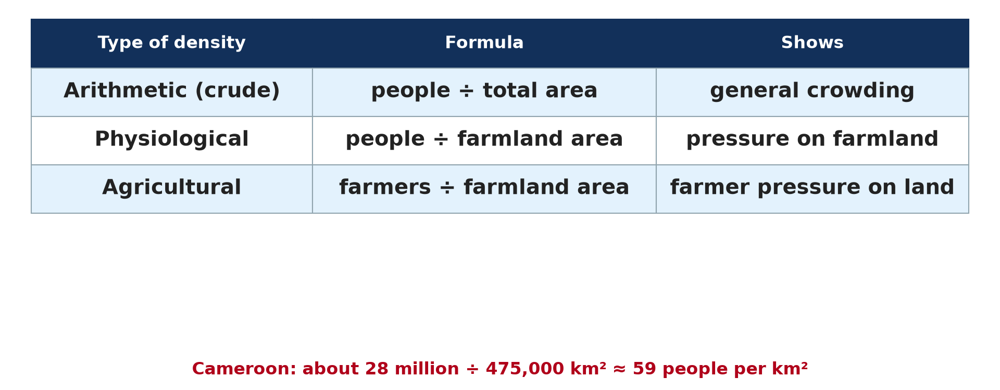 Type of density Formula Shows
Arithmetic (crude) people ÷ total area general crowding
Physiological people ÷ farmland area pressure on farmland
Agricultural farmers ÷ farmland area farmer pressure on land
Cameroon: about 28 million ÷ 475,000 km² ≈ 59 people per km²